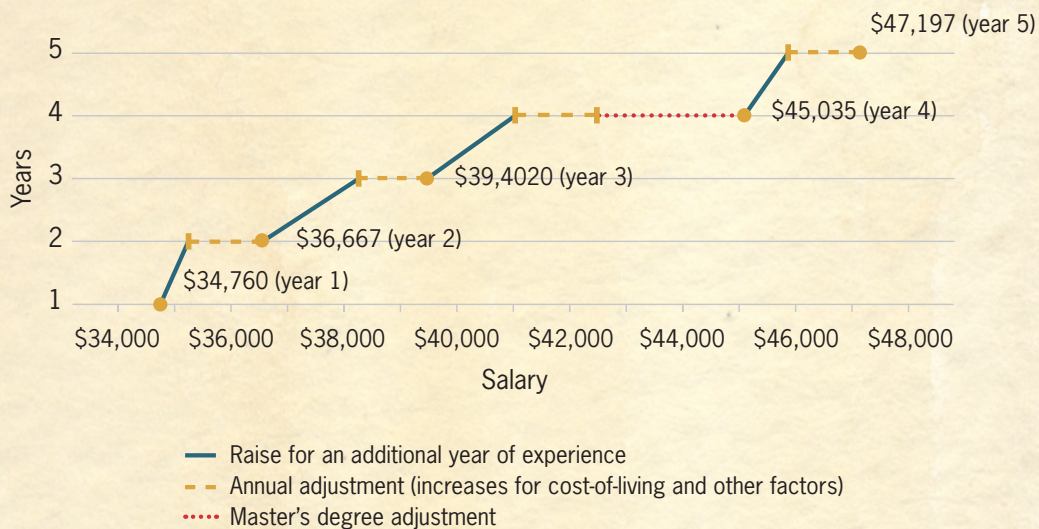 $47,197 (year 5)
5
4
$45,035 (year 4)
3
$39,4020 (year 3)
2
$36,667 (year 2)
$34,760 (year 1)
1
Years
$34,000 $36,000 $38,000 $40,000 $42,000 $44,000 $46,000 $48,000
Salary
Raise for an additional year of experience
Annual adjustment (increases for cost-of-living and other factors)
Master's degree adjustment